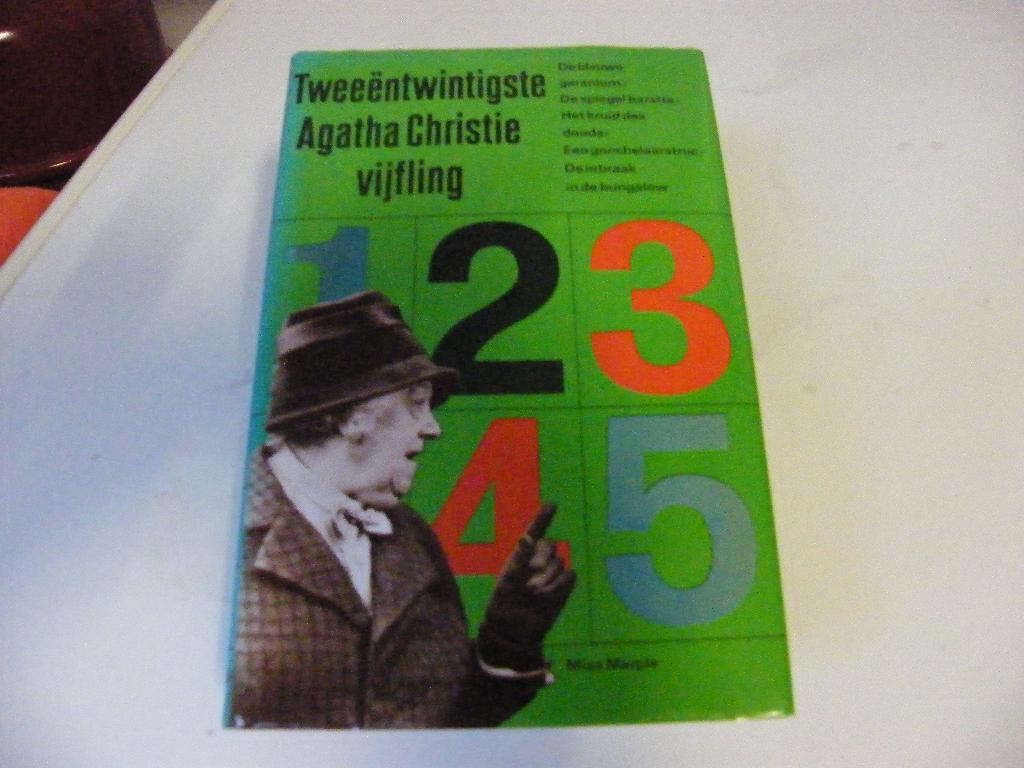 Tweeëntwintigste
Agatha Christie
vijfling
De blauwe
geranium:
De spiegel barstte:
Het kruid des
doods:
Een goochelaarstruc:
De inbraak
in de bungalow
1
2
3
4
5
Miss Marple